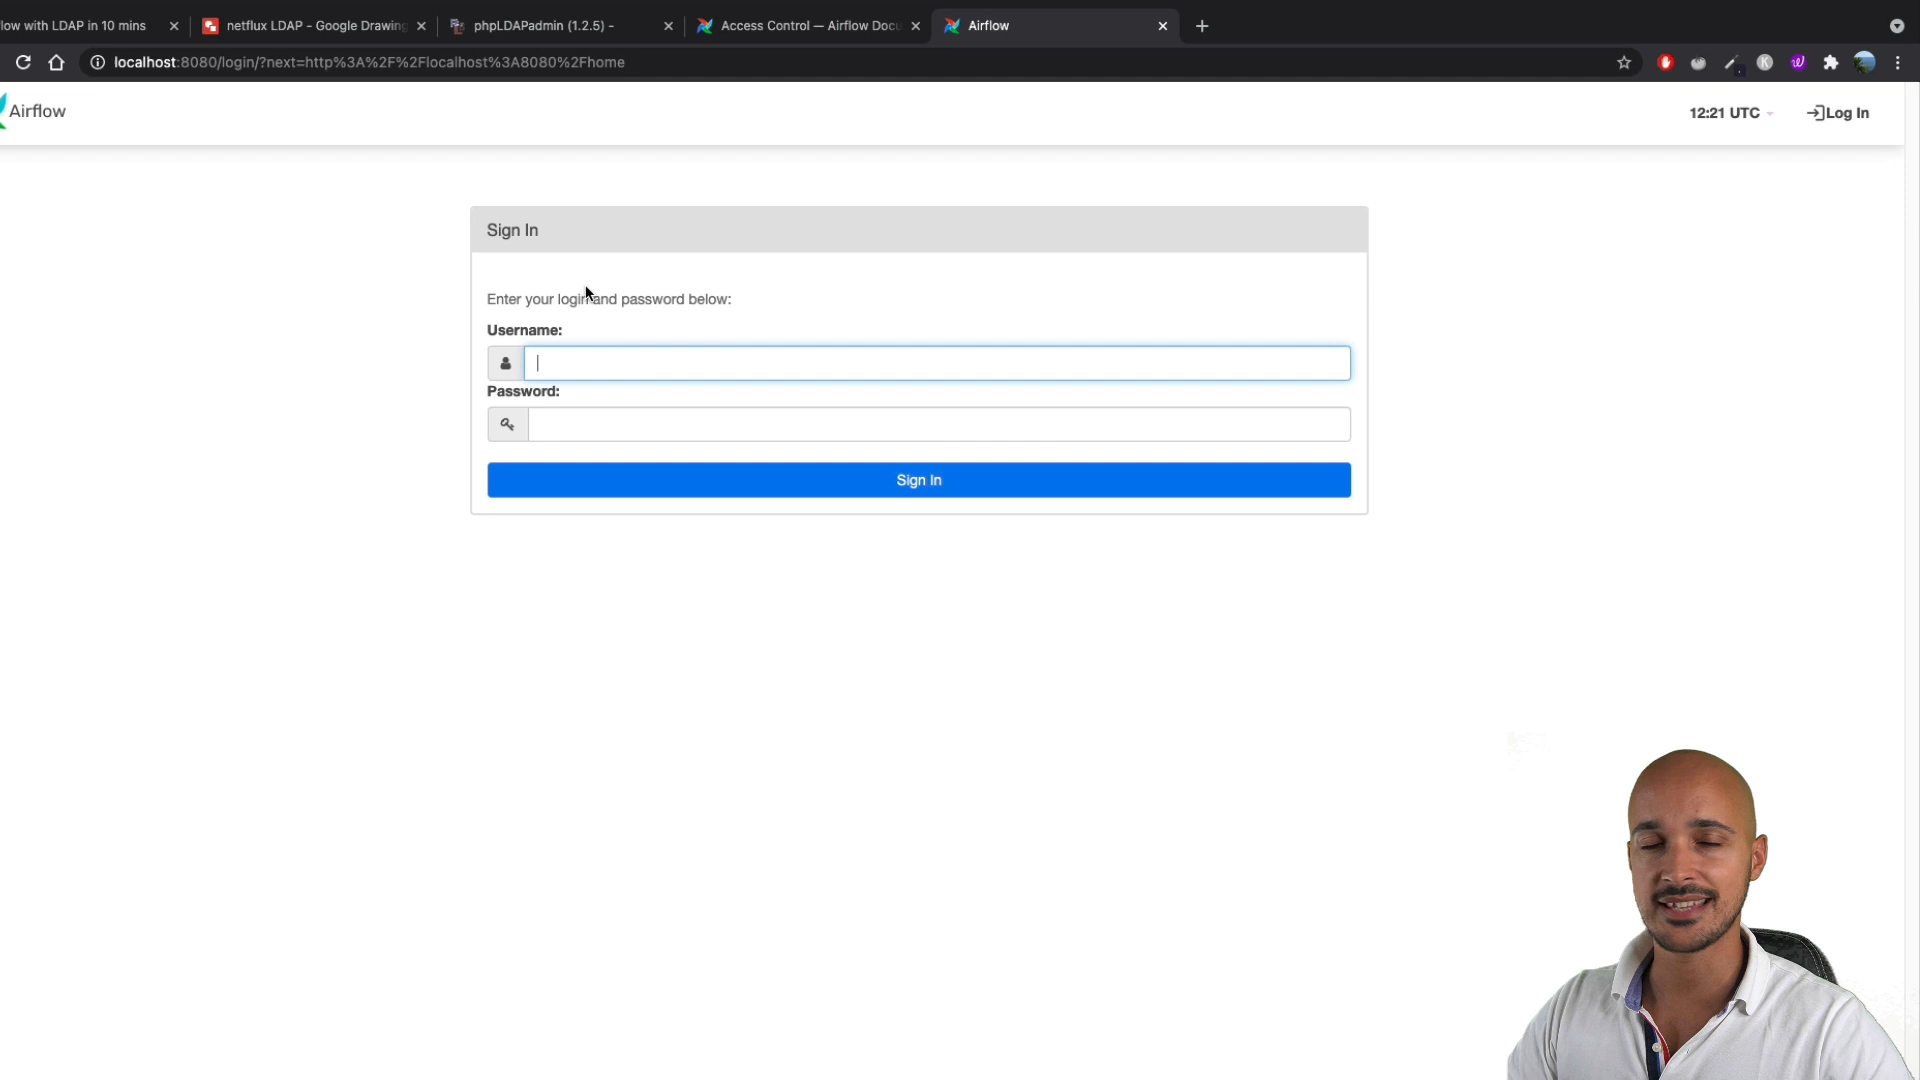 low with LDAP in 10 mins
netflux LDAP - Google Drawing
phpLDAPadmin (1.2.5) -
Access Control — Airflow Docu
Airflow
localhost:8080/login/?next=http%3A%2F%2Flocalhost%3A8080%2Fhome
Airflow
12:21 UTC
Log In
Sign In
Enter your login and password below:
Username:
Password:
Sign In